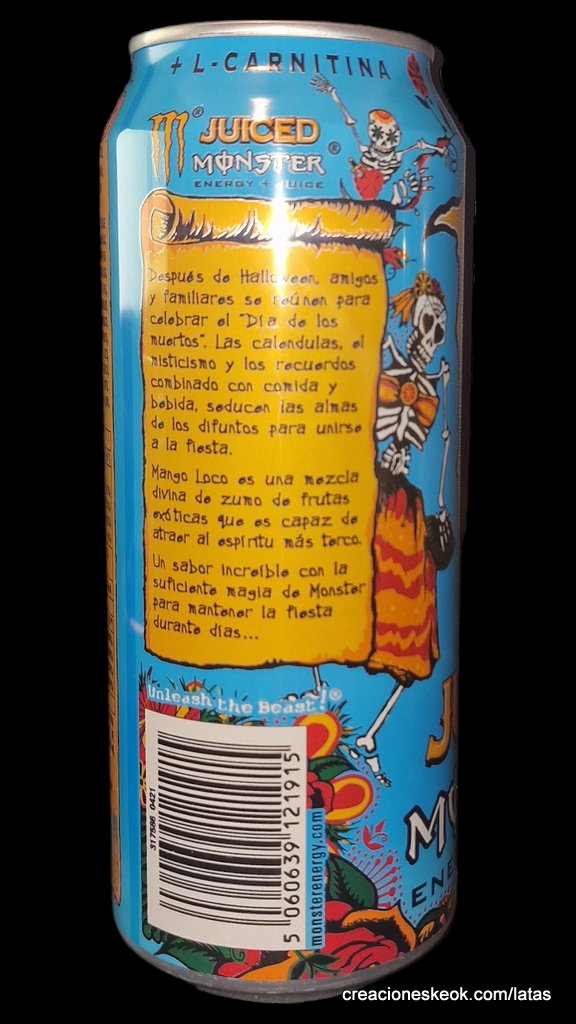 + L-CARNITINA
JUICED®
MONSTER®
ENERGY + JUICE
Después de Halloween, amigos
y familiares se reúnen para
celebrar el "Día de los
muertos". Las calendulas, el
misticismo y los recuerdos
combinado con comida y
bebida, seducen las almas
de los difuntos para unirse
a la fiesta.
Mango Loco es una mezcla
divina de zumo de frutas
exóticas que es capaz de
atraer al espíritu más terco.
Un sabor increíble con la
suficiente magia de Monster
para mantener la fiesta
durante días...
Unleash the Beast!®
317586 0421
5 060639 121915
monsterenergy.com
creacioneskeok.com/latas